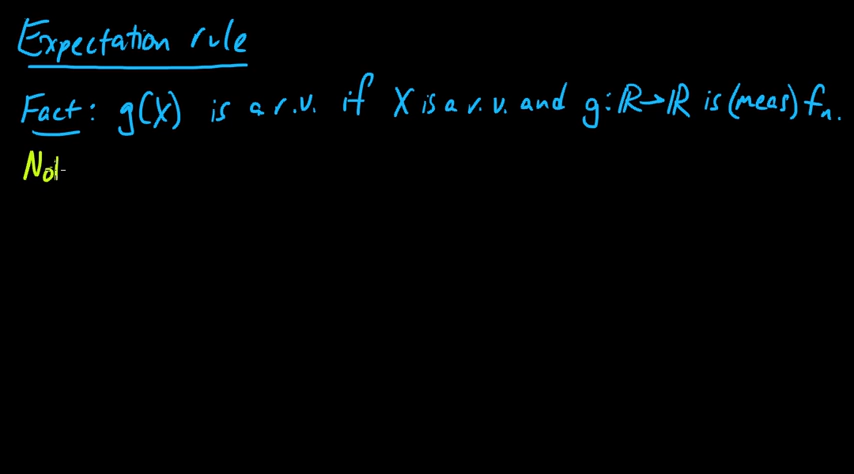 Expectation rule
Fact: g(X) is a r.v. if X is a r.v. and g: ℝ→ℝ is (meas) fn.
Not